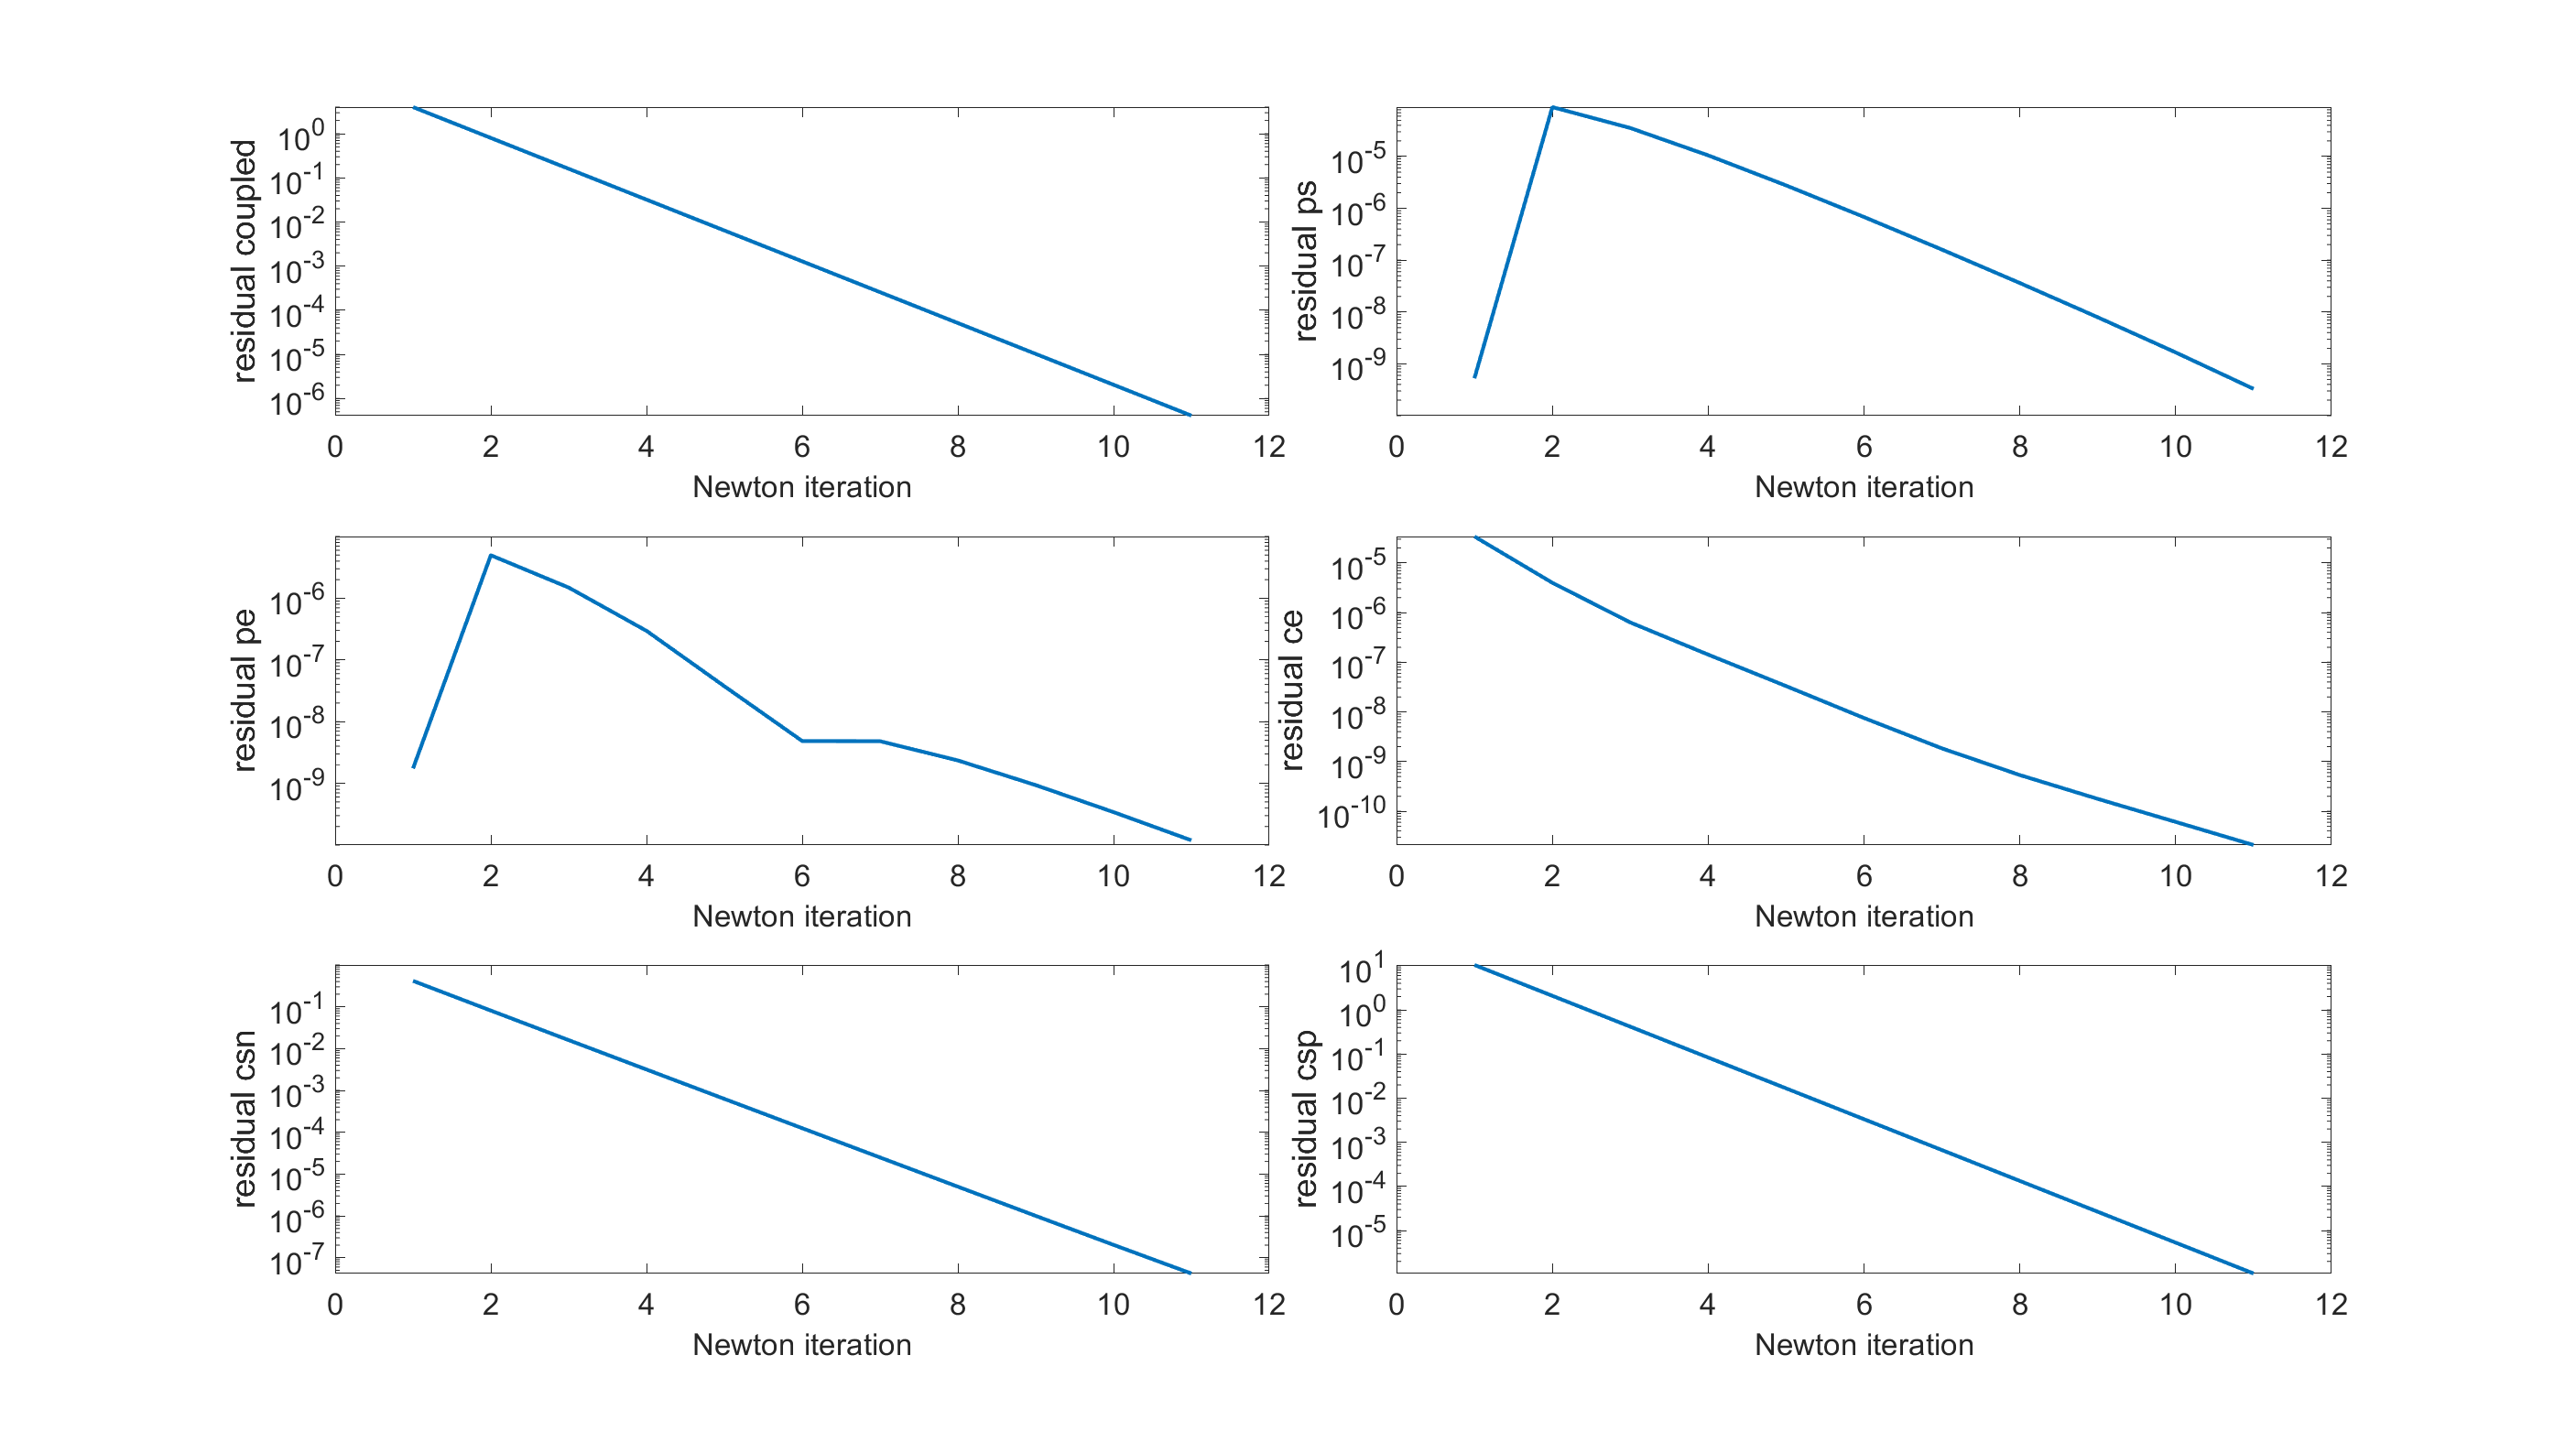 residual coupled
10^0
10^-1
10^-2
10^-3
10^-4
10^-5
10^-6
0 2 4 6 8 10 12
Newton iteration
residual ps
10^-5
10^-6
10^-7
10^-8
10^-9
0 2 4 6 8 10 12
Newton iteration
residual pe
10^-6
10^-7
10^-8
10^-9
0 2 4 6 8 10 12
Newton iteration
residual ce
10^-5
10^-6
10^-7
10^-8
10^-9
10^-10
0 2 4 6 8 10 12
Newton iteration
residual csn
10^-1
10^-2
10^-3
10^-4
10^-5
10^-6
10^-7
0 2 4 6 8 10 12
Newton iteration
residual csp
10^1
10^0
10^-1
10^-2
10^-3
10^-4
10^-5
0 2 4 6 8 10 12
Newton iteration